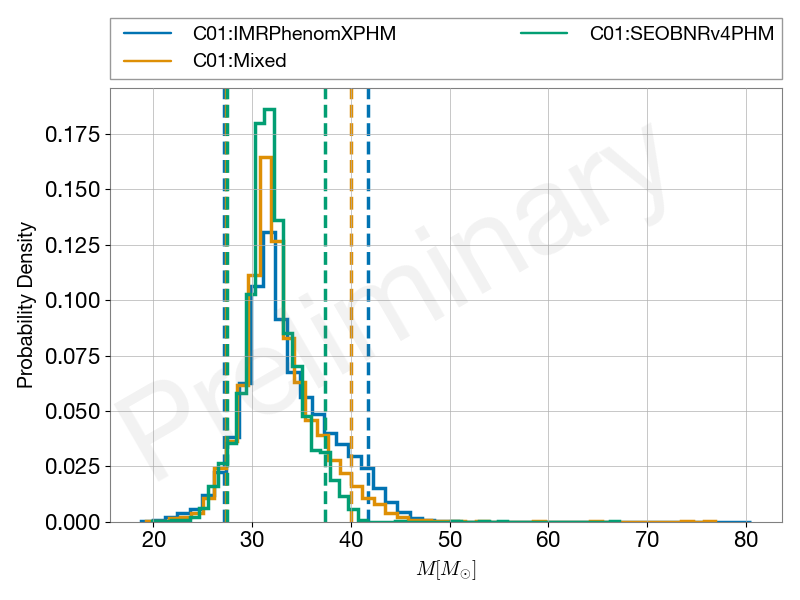 C01:IMRPhenomXPHM
C01:SEOBNRv4PHM
C01:Mixed
Preliminary
Probability Density
0.175
0.150
0.125
0.100
0.075
0.050
0.025
0.000
20 30 40 50 60 70 80
M[M⊙]